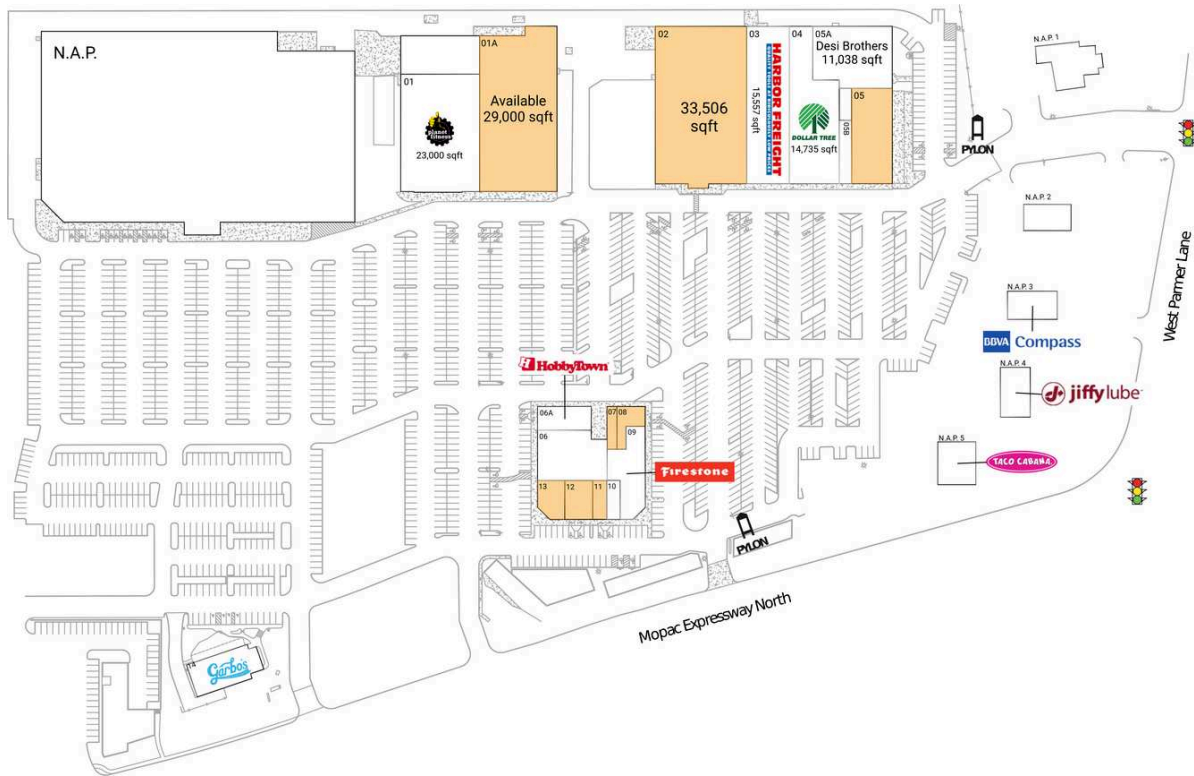 N.A.P.
01
planet fitness
23,000 sqft
01A
Available
29,000 sqft
02
33,506
sqft
03
HARBOR FREIGHT
15,557 sqft
04
DOLLAR TREE
14,735 sqft
05A
Desi Brothers
11,038 sqft
05B
05
PYLON
N.A.P. 1
N.A.P. 2
N.A.P. 3
BBVA Compass
N.A.P. 4
jiffylube
N.A.P. 5
TACO CABANA
West Parmer Lane
HobbyTown
06A
06
07
08
09
Firestone
13
12
11
10
PYLON
Mopac Expressway North
14
Garbo's